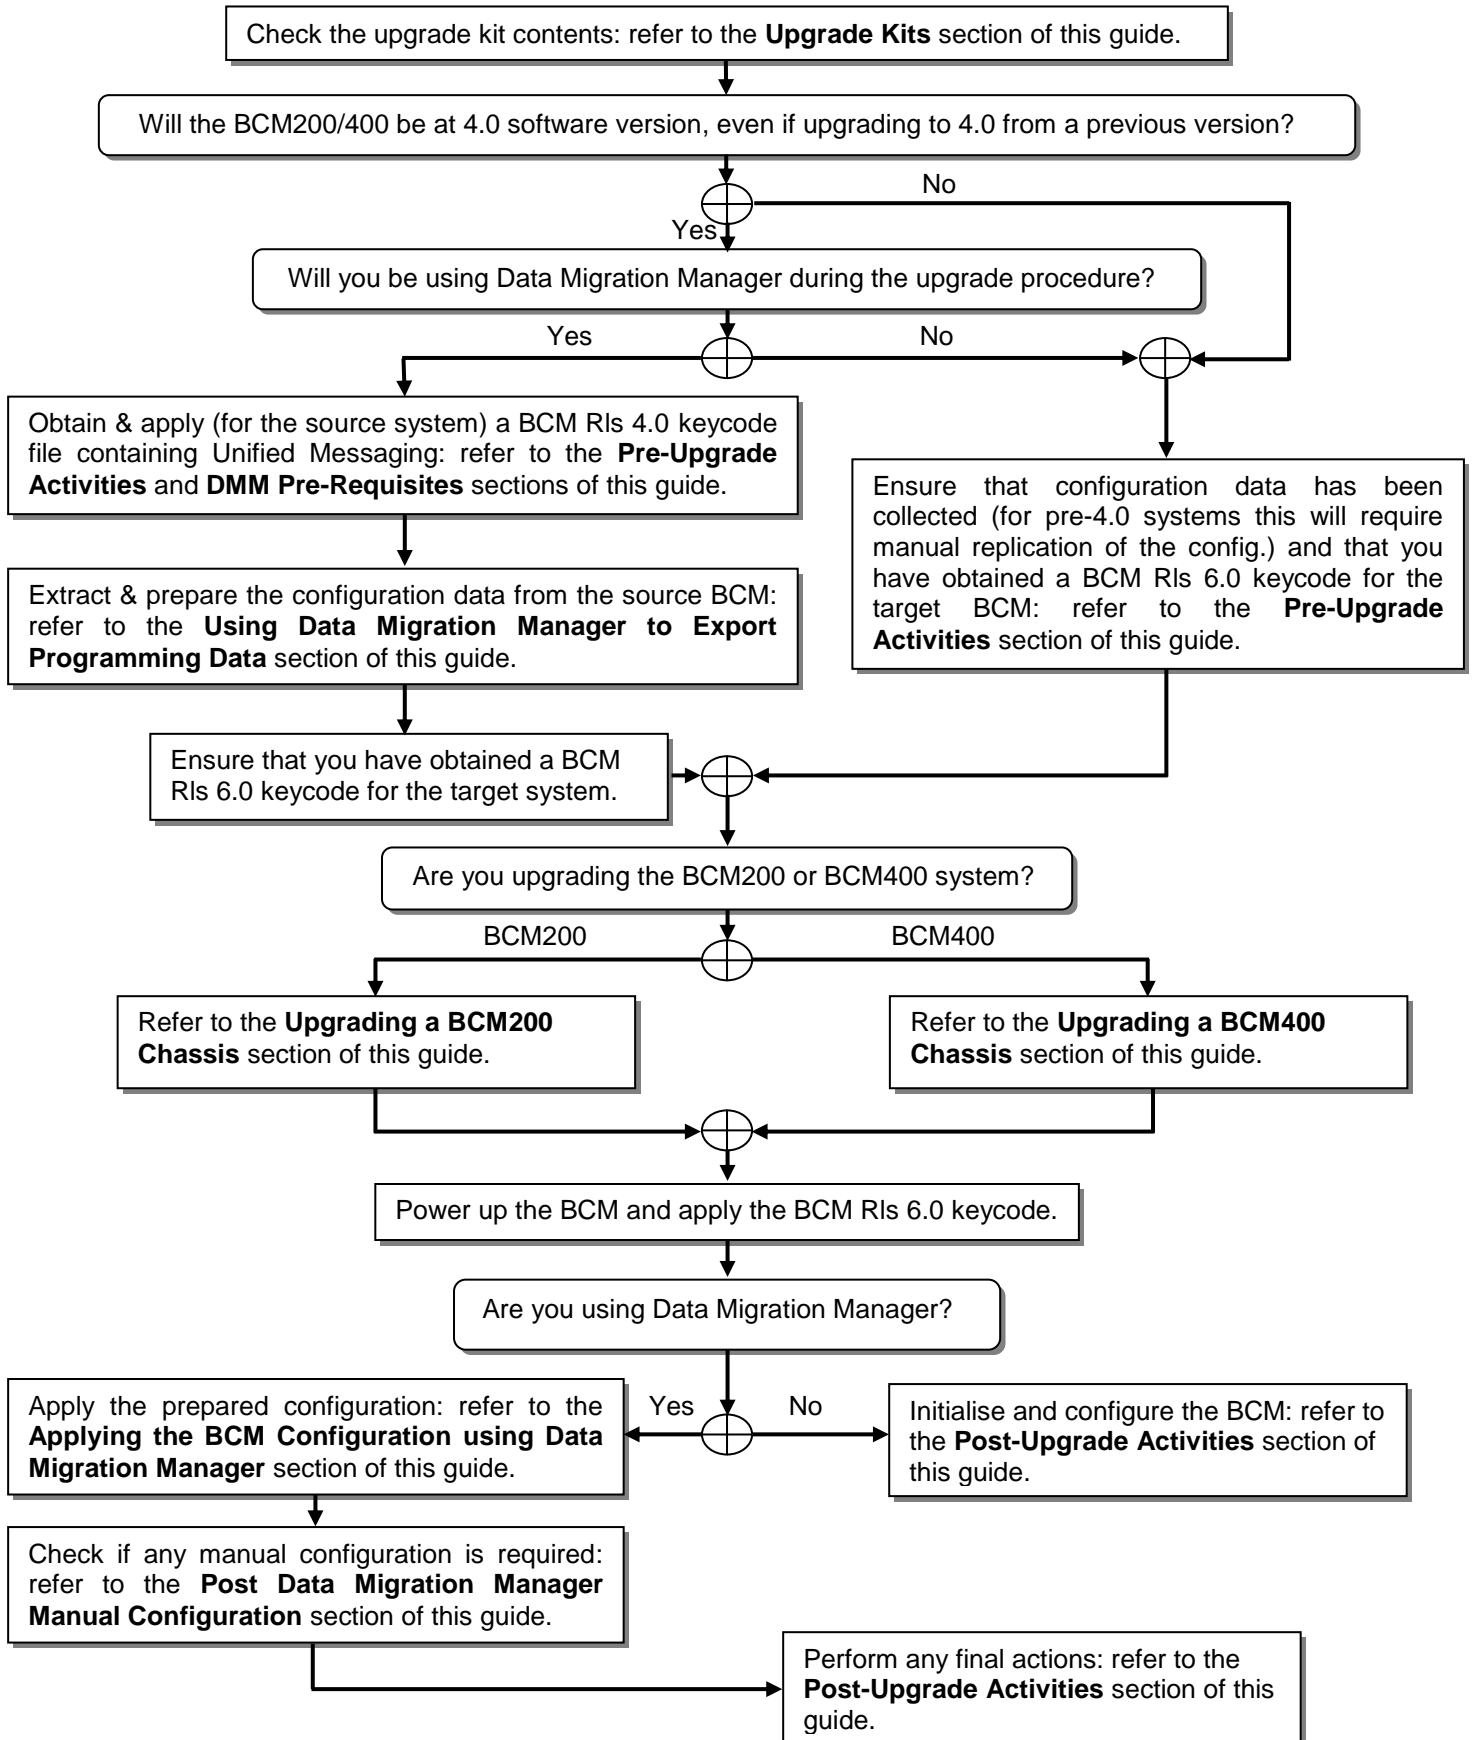 Check the upgrade kit contents: refer to the Upgrade Kits section of this guide.
Will the BCM200/400 be at 4.0 software version, even if upgrading to 4.0 from a previous version?
No
Yes
Will you be using Data Migration Manager during the upgrade procedure?
Yes
No
Obtain & apply (for the source system) a BCM Rls 4.0 keycode
file containing Unified Messaging: refer to the Pre-Upgrade
Activities and DMM Pre-Requisites sections of this guide.
Ensure that configuration data has been
collected (for pre-4.0 systems this will require
manual replication of the config.) and that you
have obtained a BCM Rls 6.0 keycode for the
target BCM: refer to the Pre-Upgrade
Activities section of this guide.
Extract & prepare the configuration data from the source BCM:
refer to the Using Data Migration Manager to Export
Programming Data section of this guide.
Ensure that you have obtained a BCM
Rls 6.0 keycode for the target system.
Are you upgrading the BCM200 or BCM400 system?
BCM200
BCM400
Refer to the Upgrading a BCM200
Chassis section of this guide.
Refer to the Upgrading a BCM400
Chassis section of this guide.
Power up the BCM and apply the BCM Rls 6.0 keycode.
Are you using Data Migration Manager?
Yes
No
Apply the prepared configuration: refer to the
Applying the BCM Configuration using Data
Migration Manager section of this guide.
Initialise and configure the BCM: refer to
the Post-Upgrade Activities section of
this guide.
Check if any manual configuration is required:
refer to the Post Data Migration Manager
Manual Configuration section of this guide.
Perform any final actions: refer to the
Post-Upgrade Activities section of this
guide.